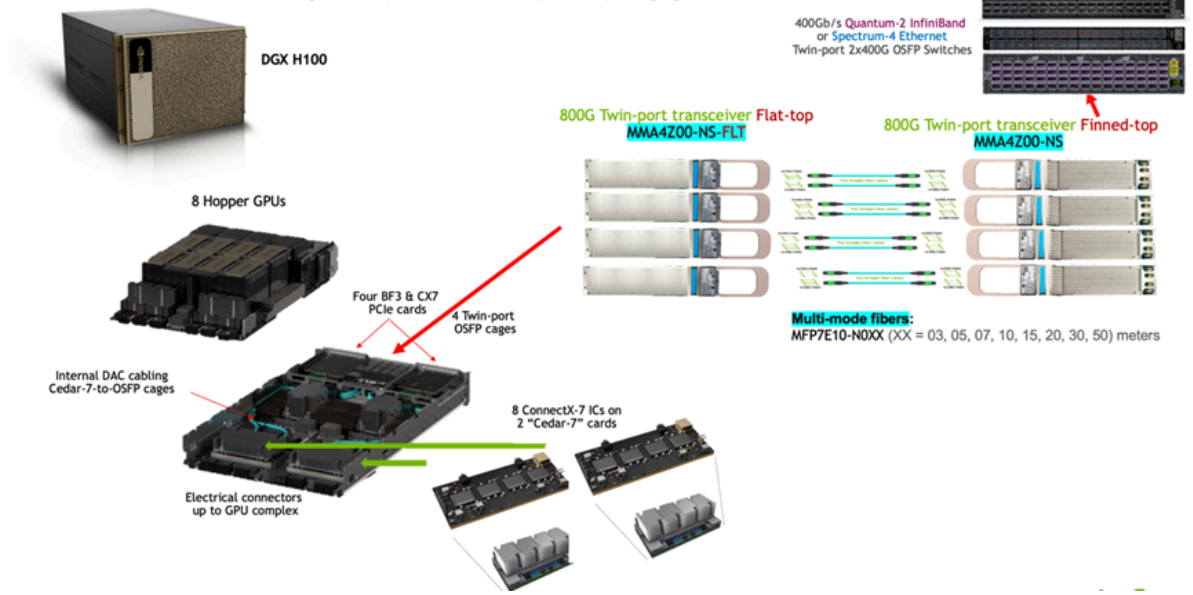 DGX H100
400Gb/s Quantum-2 InfiniBand
or Spectrum-4 Ethernet
Twin-port 2x400G OSFP Switches
800G Twin-port transceiver Flat-top
MMA4Z00-NS-FLT
800G Twin-port transceiver Finned-top
MMA4Z00-NS
8 Hopper GPUs
Four BF3 & CX7
PCIe cards
4 Twin-port
OSFP cages
Multi-mode fibers:
MFP7E10-N0XX (XX = 03, 05, 07, 10, 15, 20, 30, 50) meters
Internal DAC cabling
Cedar-7-to-OSFP cages
8 ConnectX-7 ICs on
2 “Cedar-7” cards
Electrical connectors
up to GPU complex